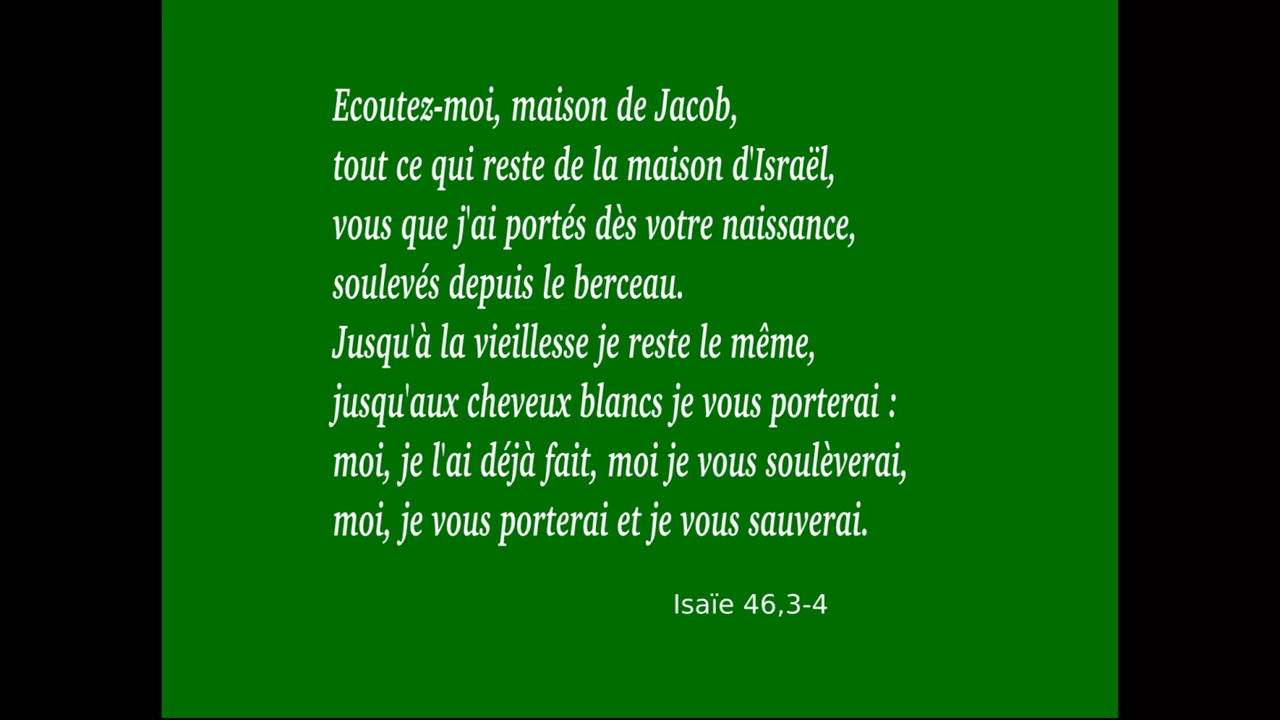 Ecoutez-moi, maison de Jacob,
tout ce qui reste de la maison d'Israël,
vous que j'ai portés dès votre naissance,
soulevés depuis le berceau.
Jusqu'à la vieillesse je reste le même,
jusqu'aux cheveux blancs je vous porterai :
moi, je l'ai déjà fait, moi je vous soulèverai,
moi, je vous porterai et je vous sauverai.
Isaïe 46,3-4